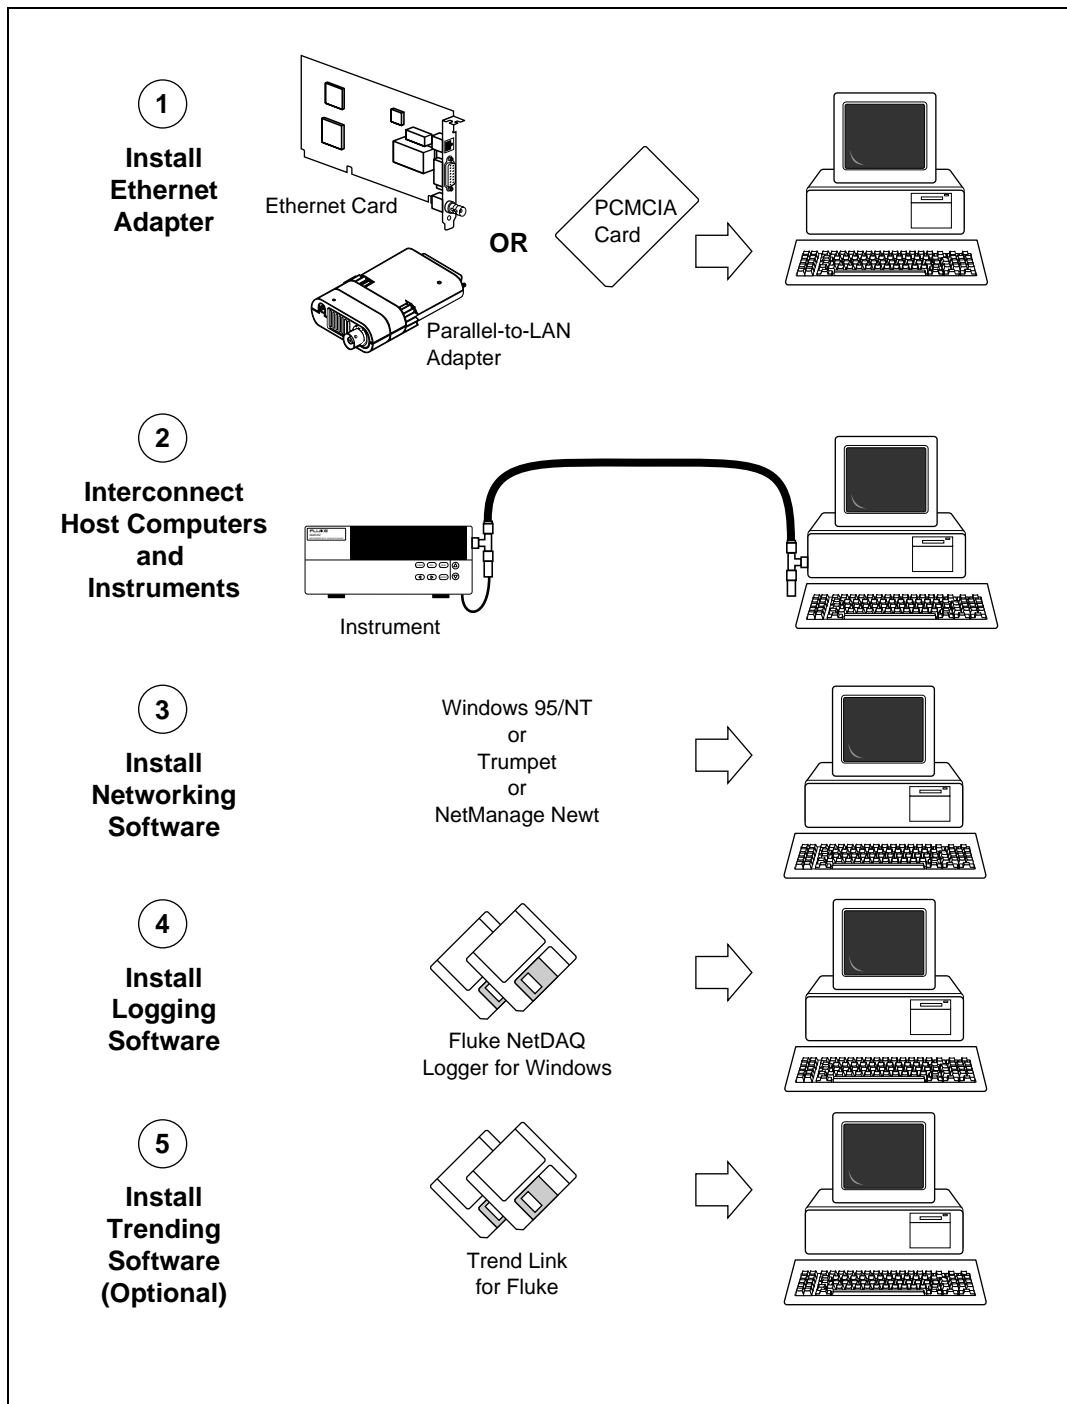 1
Install
Ethernet
Adapter
Ethernet Card
OR
PCMCIA
Card
Parallel-to-LAN
Adapter
2
Interconnect
Host Computers
and
Instruments
FLUKE
Instrument
3
Install
Networking
Software
Windows 95/NT
or
Trumpet
or
NetManage Newt
4
Install
Logging
Software
Fluke NetDAQ
Logger for Windows
5
Install
Trending
Software
(Optional)
Trend Link
for Fluke